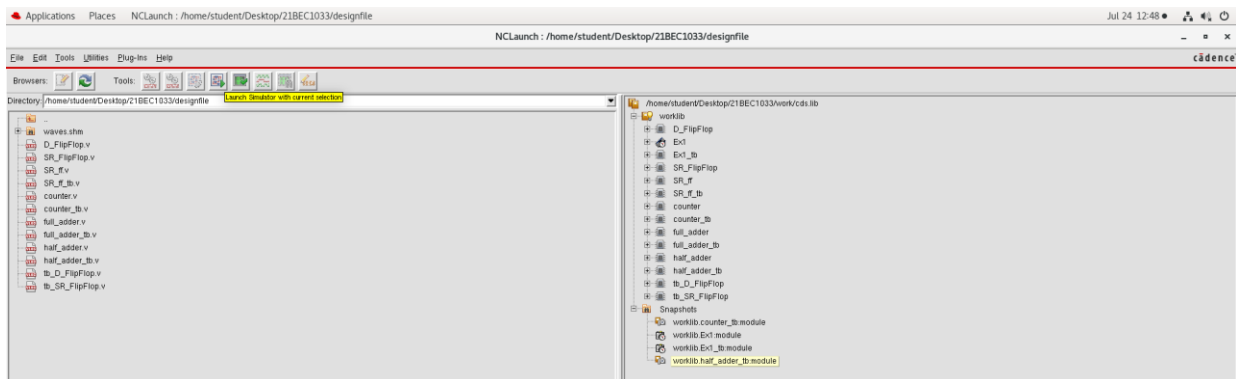 Applications Places NCLaunch : /home/student/Desktop/21BEC1033/designfile Jul 24 12:48
NCLaunch : /home/student/Desktop/21BEC1033/designfile
File Edit Tools Utilities Plug-Ins Help cādence
Browsers: Tools:
Directory: /home/student/Desktop/21BEC1033/designfile
Launch Simulator with current selection
..
waves.shm
D_FlipFlop.v
SR_FlipFlop.v
SR_ff.v
SR_ff_tb.v
counter.v
counter_tb.v
full_adder.v
full_adder_tb.v
half_adder.v
half_adder_tb.v
tb_D_FlipFlop.v
tb_SR_FlipFlop.v
/home/student/Desktop/21BEC1033/work/cds.lib
worklib
D_FlipFlop
Ex1
Ex1_tb
SR_FlipFlop
SR_ff
SR_ff_tb
counter
counter_tb
full_adder
full_adder_tb
half_adder
half_adder_tb
tb_D_FlipFlop
tb_SR_FlipFlop
Snapshots
worklib.counter_tb:module
worklib.Ex1:module
worklib.Ex1_tb:module
worklib.half_adder_tb:module